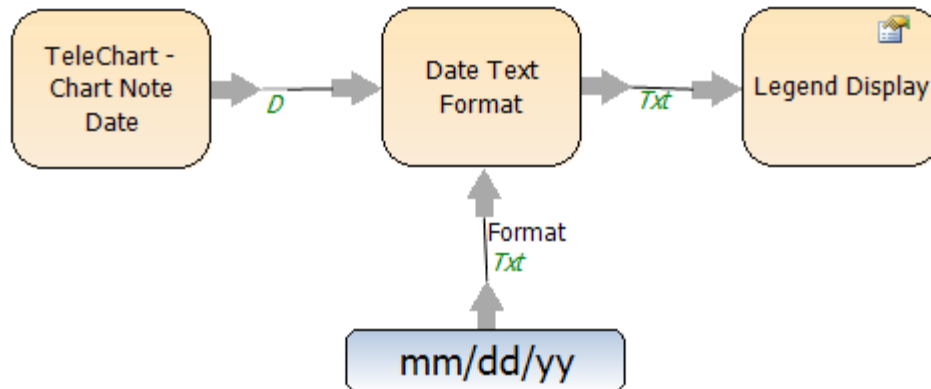 TeleChart -
Chart Note
Date
D
Date Text
Format
Txt
Legend Display
Format
Txt
mm/dd/yy